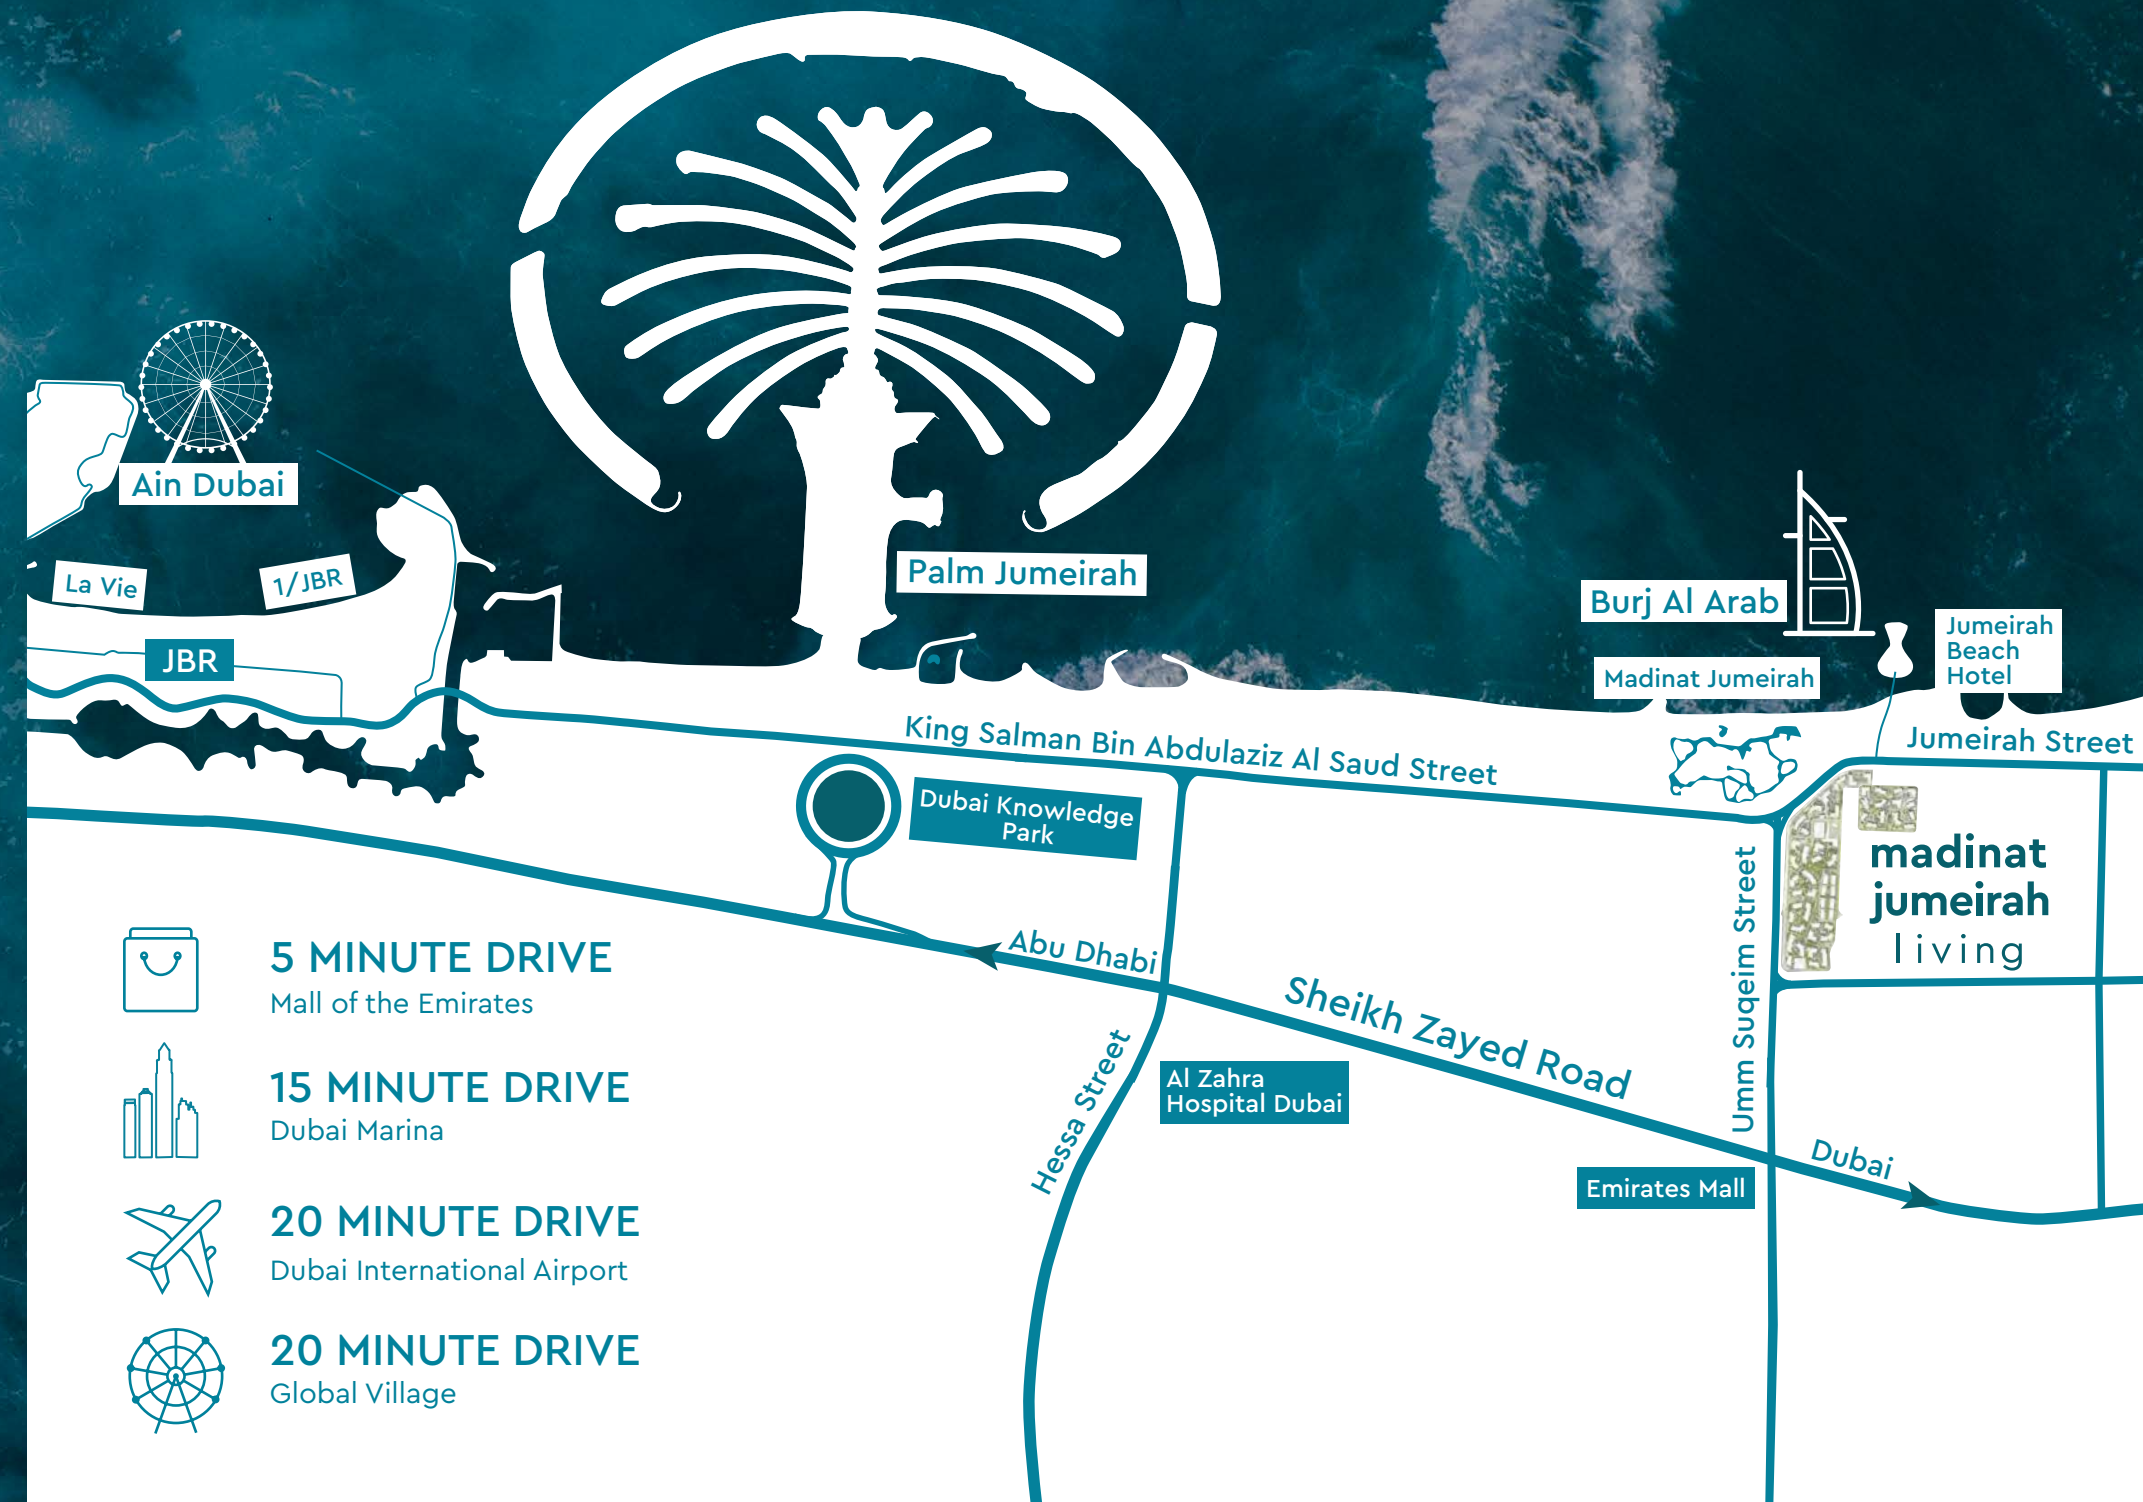 Ain Dubai
La Vie
1/JBR
JBR
Palm Jumeirah
Burj Al Arab
Madinat Jumeirah
Jumeirah
Beach
Hotel
King Salman Bin Abdulaziz Al Saud Street
Jumeirah Street
Dubai Knowledge
Park
madinat
jumeirah
living
Umm Suqeim Street
Abu Dhabi
Sheikh Zayed Road
Hessa Street
Al Zahra
Hospital Dubai
Dubai
Emirates Mall
5 MINUTE DRIVE
Mall of the Emirates
15 MINUTE DRIVE
Dubai Marina
20 MINUTE DRIVE
Dubai International Airport
20 MINUTE DRIVE
Global Village